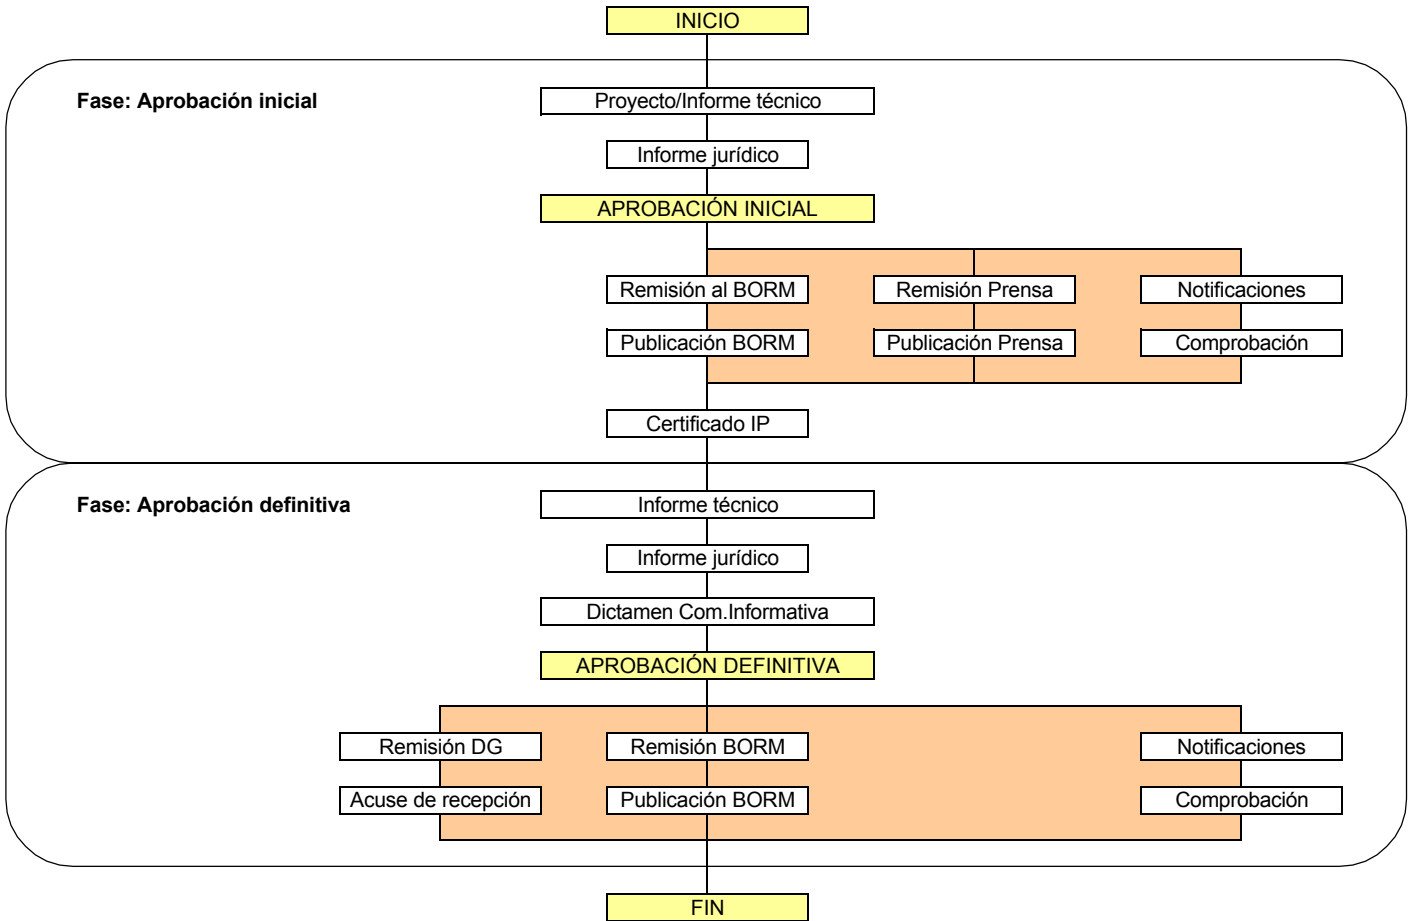 INICIO
Fase: Aprobación inicial
Proyecto/Informe técnico
Informe jurídico
APROBACIÓN INICIAL
Remisión al BORM
Remisión Prensa
Notificaciones
Publicación BORM
Publicación Prensa
Comprobación
Certificado IP
Fase: Aprobación definitiva
Informe técnico
Informe jurídico
Dictamen Com.Informativa
APROBACIÓN DEFINITIVA
Remisión DG
Remisión BORM
Notificaciones
Acuse de recepción
Publicación BORM
Comprobación
FIN